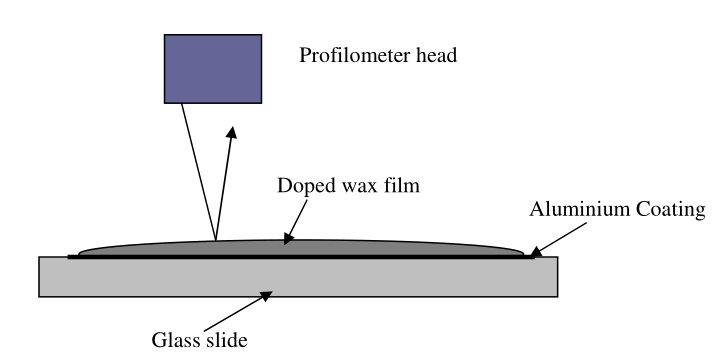 Profilometer head
Doped wax film
Aluminium Coating
Glass slide